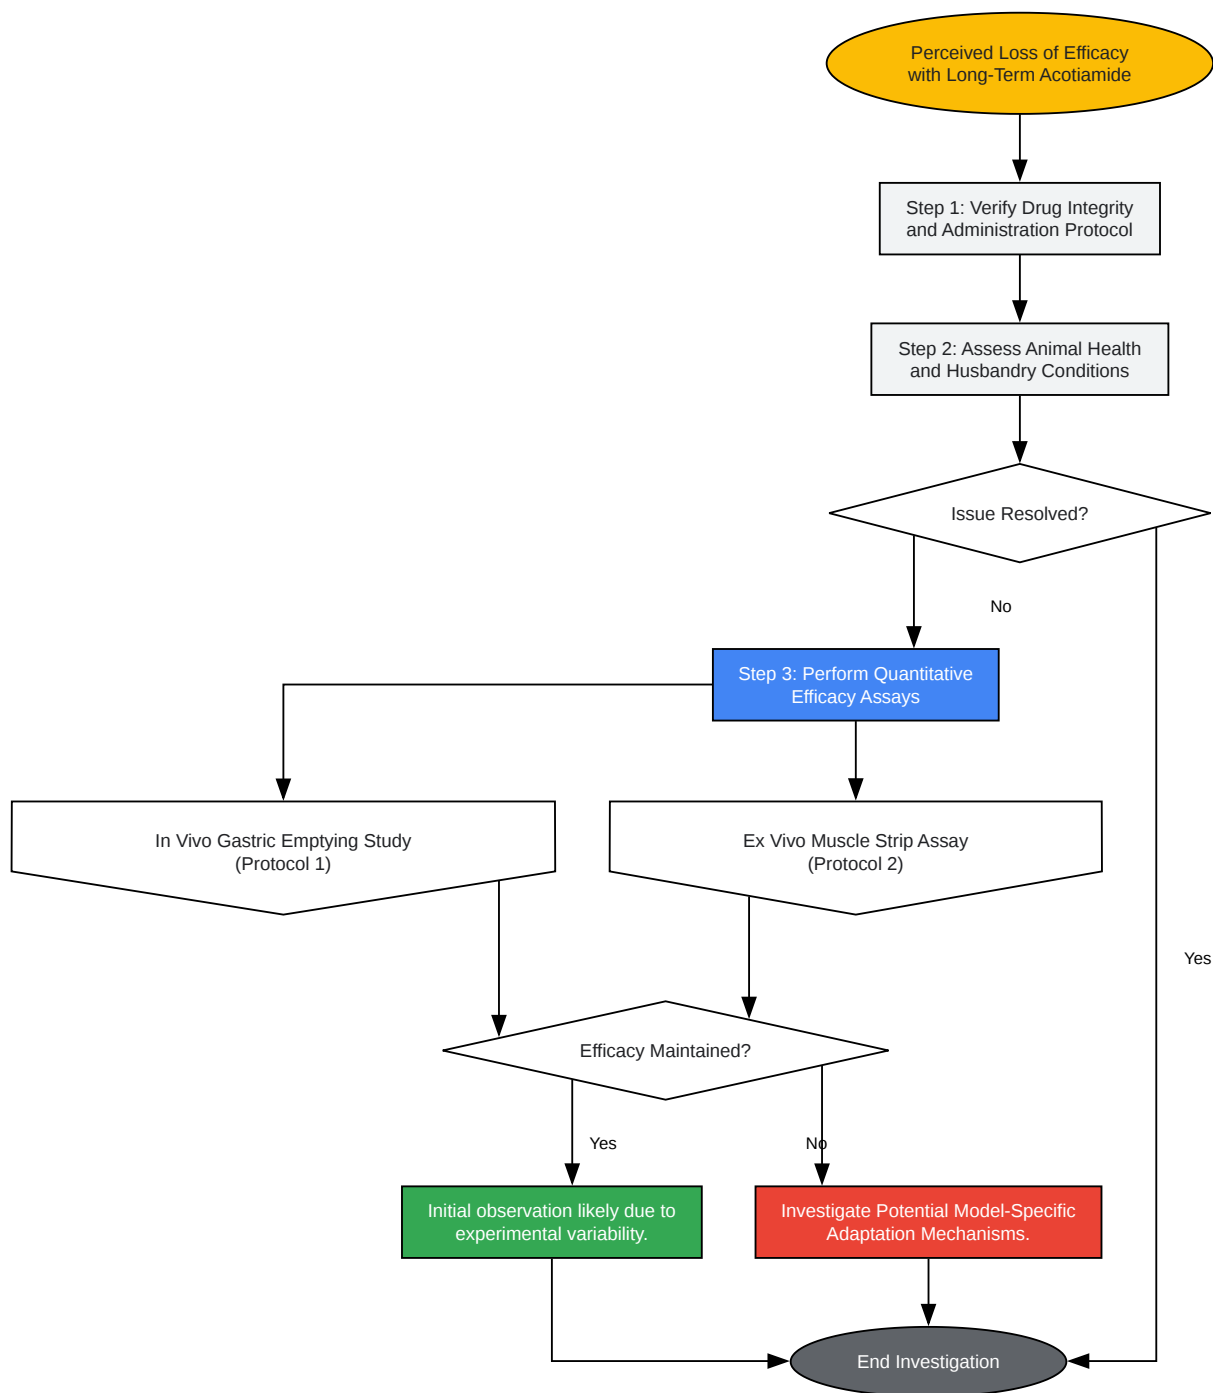 Perceived Loss of Efficacy
with Long-Term Acotiamide
Step 1: Verify Drug Integrity
and Administration Protocol
Step 2: Assess Animal Health
and Husbandry Conditions
Issue Resolved?
No
Step 3: Perform Quantitative
Efficacy Assays
In Vivo Gastric Emptying Study
(Protocol 1)
Ex Vivo Muscle Strip Assay
(Protocol 2)
Yes
Efficacy Maintained?
Yes
No
Initial observation likely due to
experimental variability.
Investigate Potential Model-Specific
Adaptation Mechanisms.
End Investigation